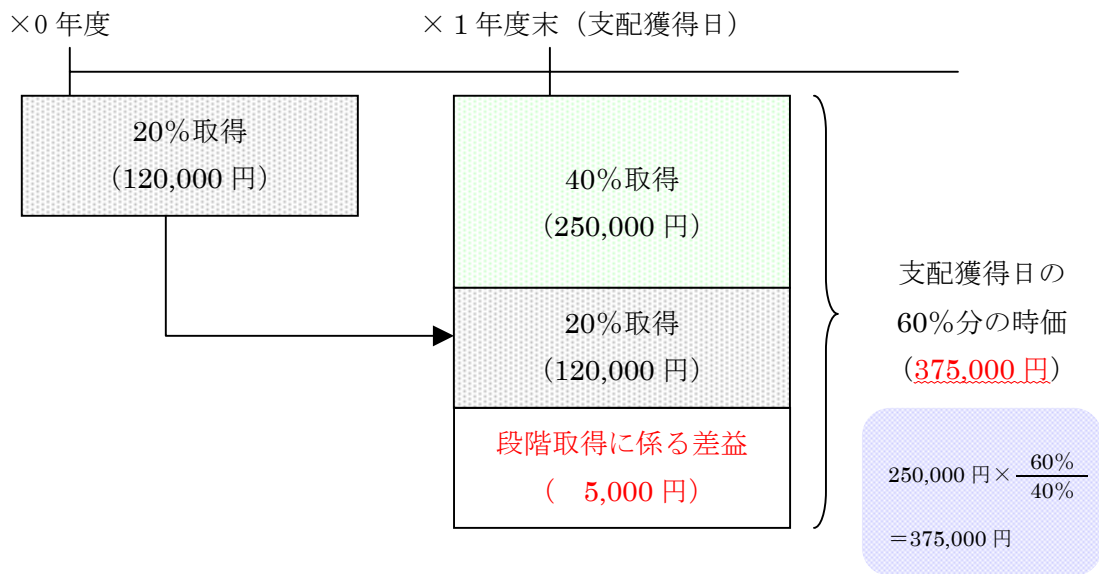 ×0 年度
×1 年度末（支配獲得日）
20％取得
（120,000 円）
40％取得
（250,000 円）
20％取得
（120,000 円）
段階取得に係る差益
（　5,000 円）
支配獲得日の
60％分の時価
（375,000 円）
250,000 円× 60％
40％
＝375,000 円